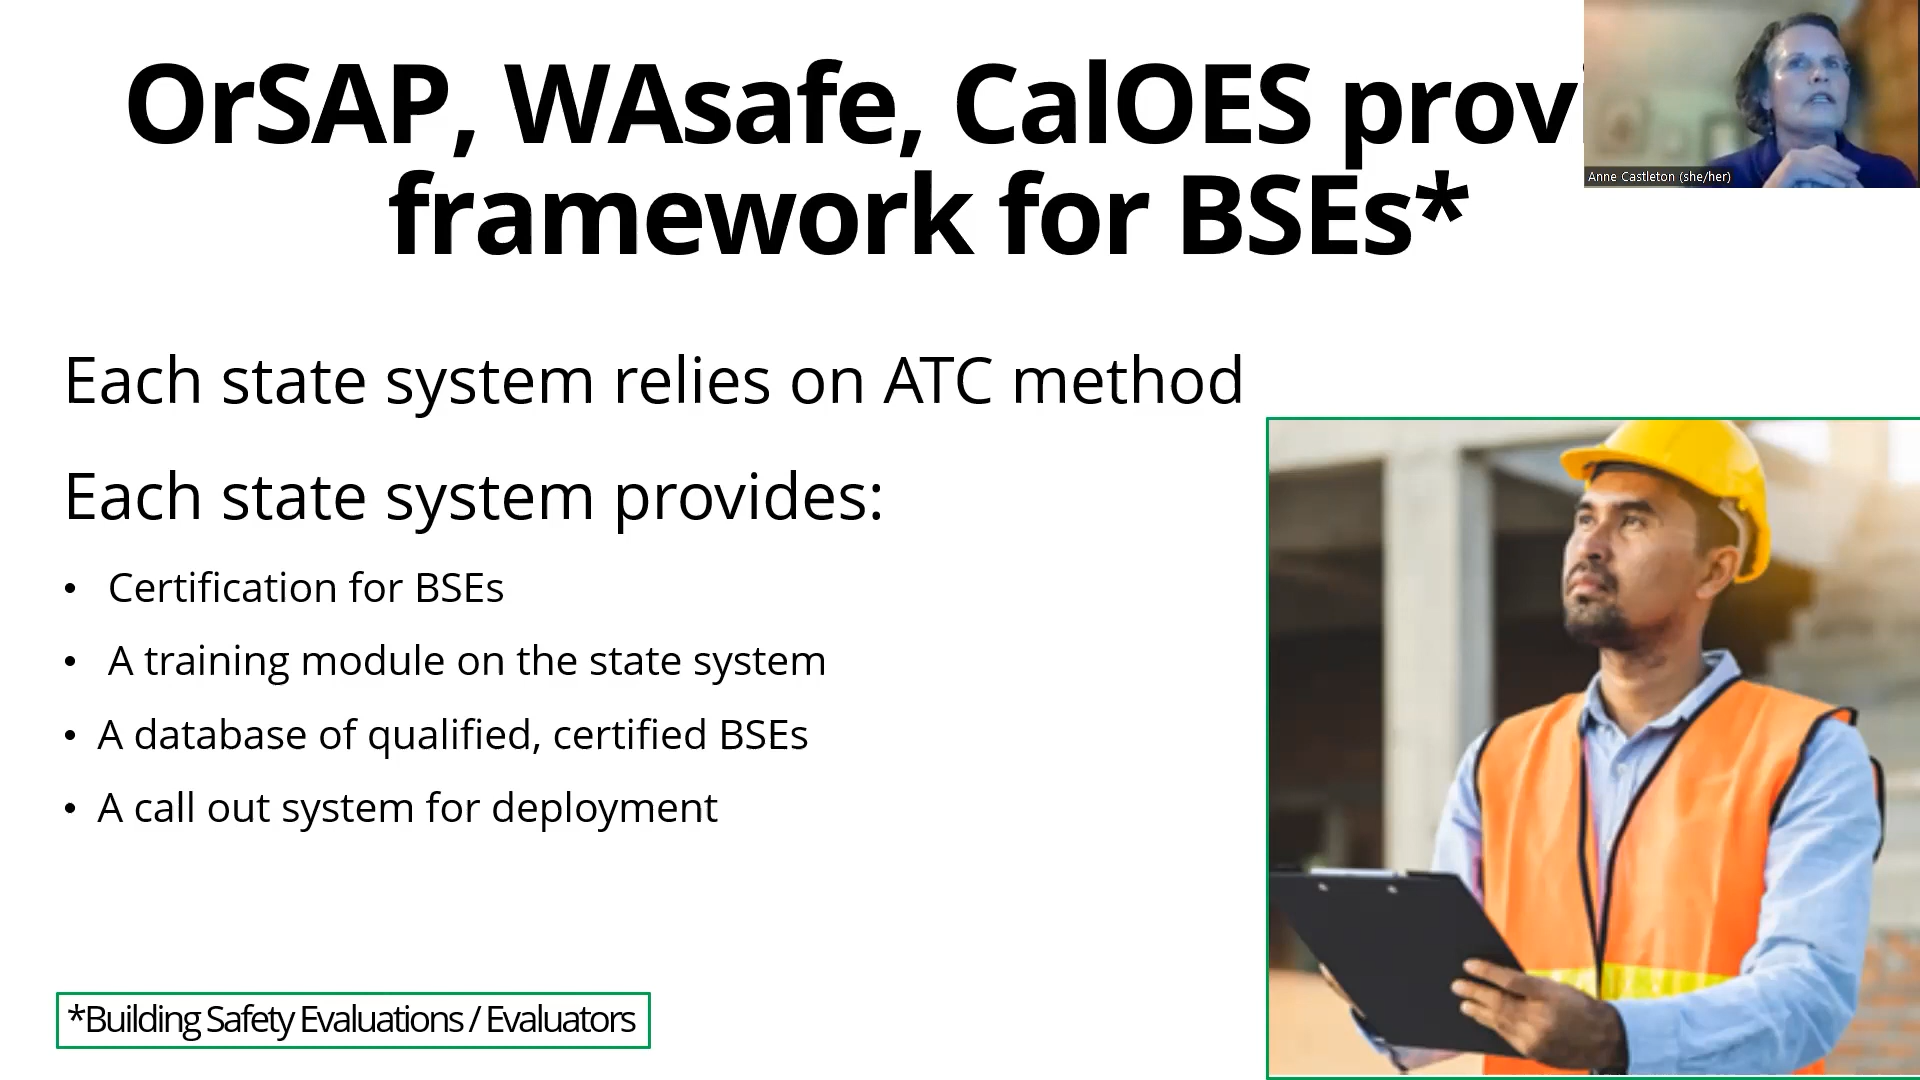 OrSAP, WAsafe, CalOES
framework for BSEs*
Anne Castleton (she/her)
Each state system relies on ATC method
Each state system provides:
• Certification for BSEs
• A training module on the state system
• A database of qualified, certified BSEs
• A call out system for deployment
*Building Safety Evaluations / Evaluators